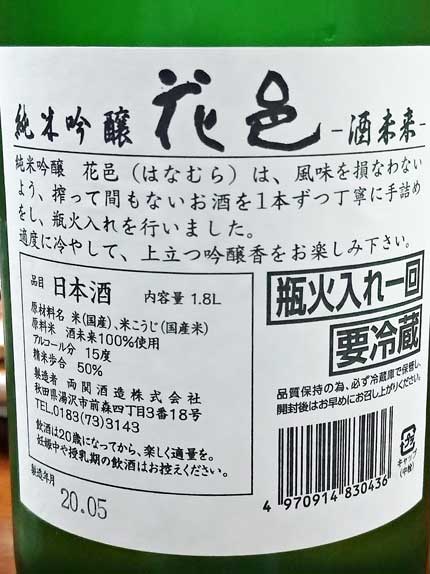 純米吟醸 花邑 -酒未来-
純米吟醸 花邑（はなむら）は、風味を損なわない
よう、搾って間もないお酒を1本ずつ丁寧に手詰め
をし、瓶火入れを行いました。
適度に冷やして、上立つ吟醸香をお楽しみ下さい。
品目 日本酒 内容量 1.8L
原材料名 米（国産）、米こうじ（国産米）
原料米 酒未来100%使用
アルコール分 15度
精米歩合 50%
製造者 両関酒造株式会社
秋田県湯沢市前森四丁目3番18号
TEL.0183(73)3143
飲酒は20歳になってから、楽しく適量を。
妊娠中や授乳期の飲酒はお控えください。
製造年月
20.05
瓶火入れ一回
要冷蔵
品質保持の為、必ず冷蔵庫で保管し、
開封後はお早めにお召し上がりください。
4 970914 830436
キャップ
(中栓)